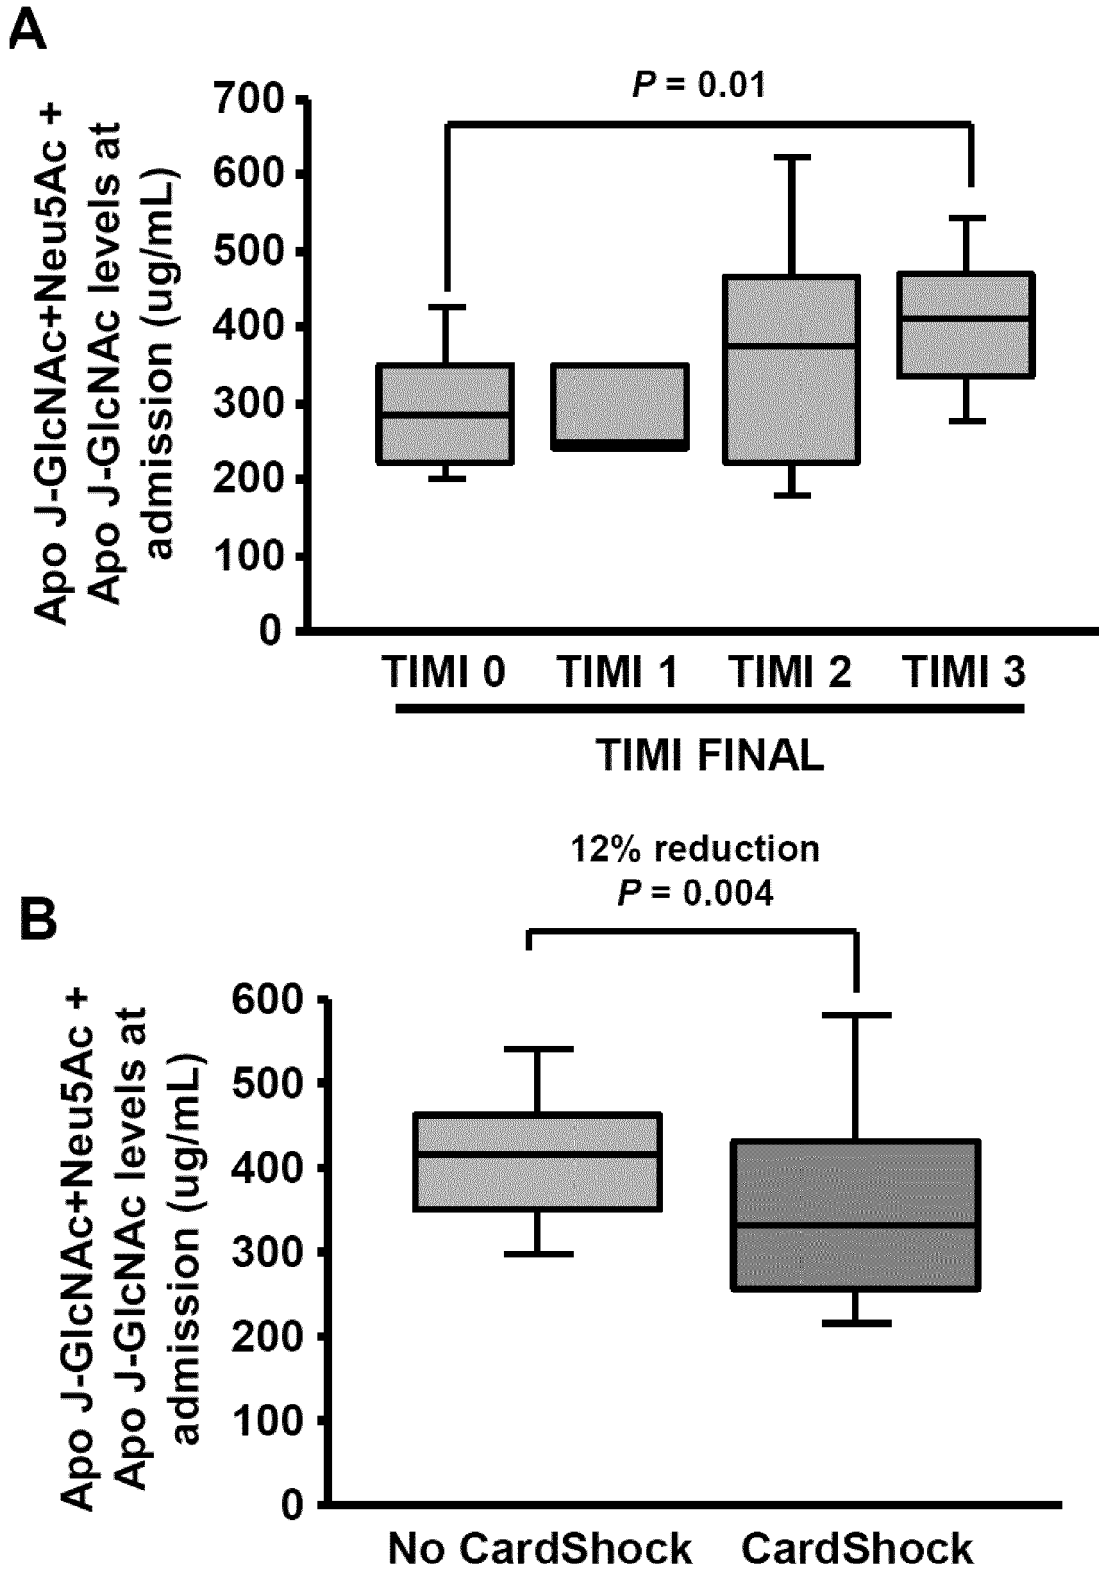 A
P = 0.01
Apo J-GlcNAc+Neu5Ac +
Apo J-GlcNAc levels at
admission (ug/mL)
700
600
500
400
300
200
100
0
TIMI 0 TIMI 1 TIMI 2 TIMI 3
TIMI FINAL
12% reduction
P = 0.004
B
Apo J-GlcNAc+Neu5Ac +
Apo J-GlcNAc levels at
admission (ug/mL)
600
500
400
300
200
100
0
No CardShock CardShock